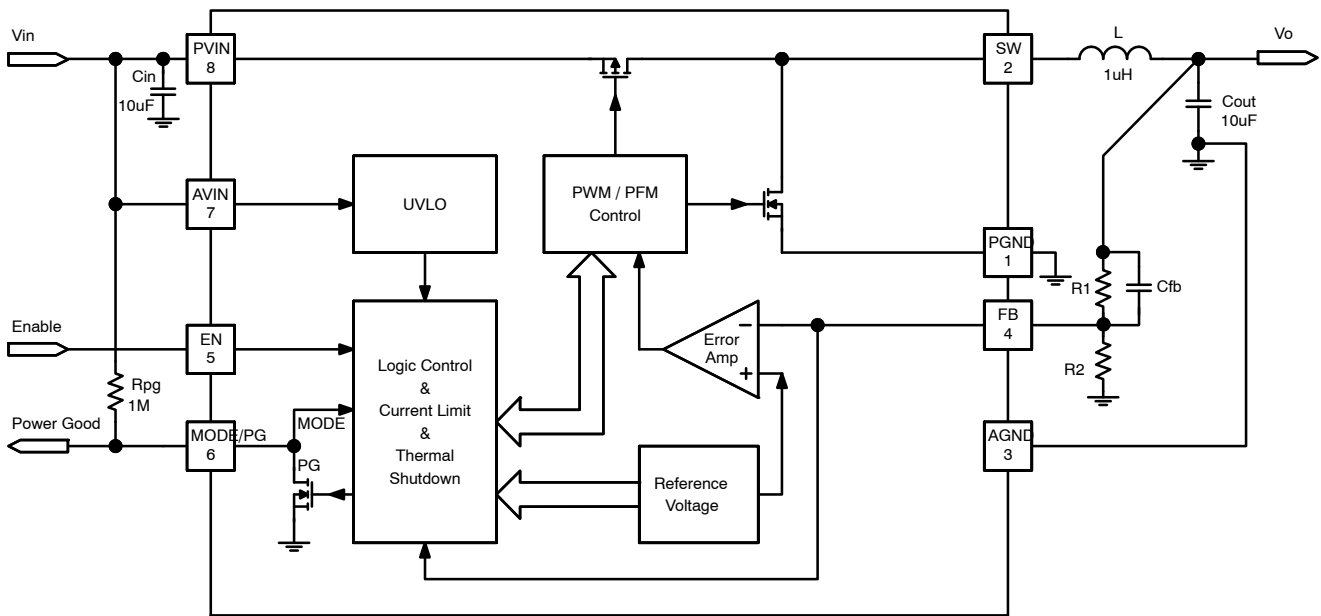 Vin
PVIN
8
Cin
10uF
SW
2
L
1uH
Vo
Cout
10uF
AVIN
7
UVLO
PWM / PFM
Control
PGND
1
R1
Cfb
Enable
EN
5
Logic Control
&
Current Limit
&
Thermal
Shutdown
Error
Amp
−
+
FB
4
R2
Rpg
1M
Power Good
MODE/PG
6
MODE
PG
Reference
Voltage
AGND
3